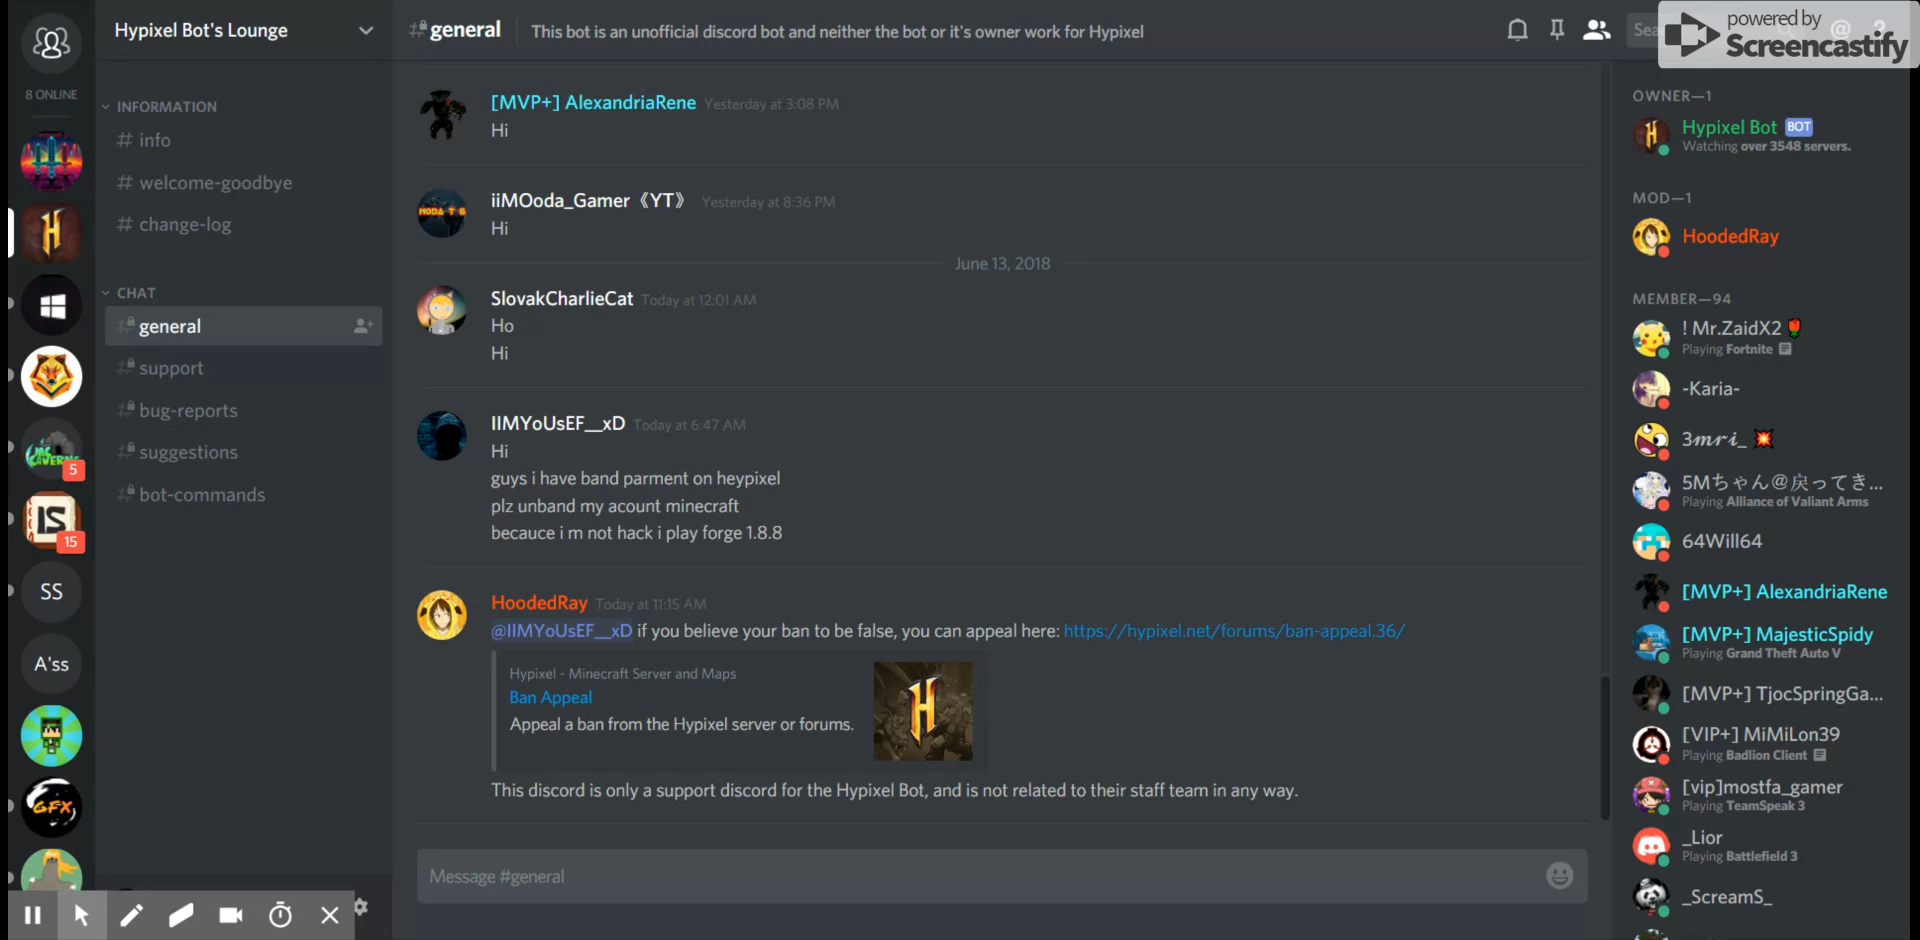 8 ONLINE
5
15
SS
A'ss
GFX
Hypixel Bot's Lounge
INFORMATION
# info
# welcome-goodbye
# change-log
CHAT
# general
# support
# bug-reports
# suggestions
# bot-commands
#general
This bot is an unofficial discord bot and neither the bot or it's owner work for Hypixel
Sea
powered by
Screencastify
[MVP+] AlexandriaRene Yesterday at 3:08 PM
Hi
iiMOoda_Gamer《YT》 Yesterday at 8:36 PM
Hi
June 13, 2018
SlovakCharlieCat Today at 12:01 AM
Ho
Hi
IIMYoUsEF__xD Today at 6:47 AM
Hi
guys i have band parment on heypixel
plz unband my acount minecraft
becauce i m not hack i play forge 1.8.8
HoodedRay Today at 11:15 AM
@IIMYoUsEF__xD if you believe your ban to be false, you can appeal here: https://hypixel.net/forums/ban-appeal.36/
Hypixel - Minecraft Server and Maps
Ban Appeal
Appeal a ban from the Hypixel server or forums.
This discord is only a support discord for the Hypixel Bot, and is not related to their staff team in any way.
Message #general
OWNER—1
Hypixel Bot BOT
Watching over 3548 servers.
MOD—1
HoodedRay
MEMBER—94
! Mr.ZaidX2🌹
Playing Fortnite
-Karia-
3𝓶𝓻𝓲_ 💥
5Mちゃん@戻ってき...
Playing Alliance of Valiant Arms
64Will64
[MVP+] AlexandriaRene
[MVP+] MajesticSpidy
Playing Grand Theft Auto V
[MVP+] TjocSpringGa...
[VIP+] MiMiLon39
Playing Badlion Client
[vip]mostfa_gamer
Playing TeamSpeak 3
_Lior
Playing Battlefield 3
_ScreamS_